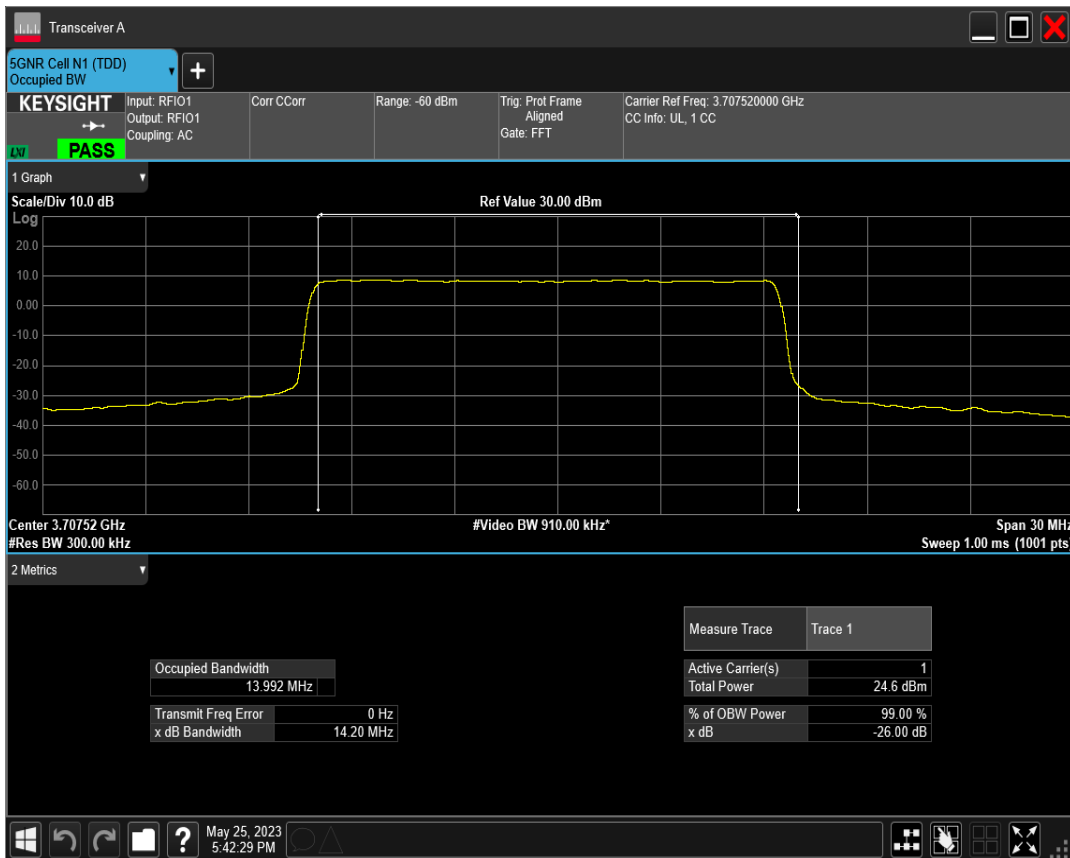 Transceiver A
5GNR Cell N1 (TDD)
Occupied BW
+
KEYSIGHT
LXI
PASS
Input: RFIO1
Output: RFIO1
Coupling: AC
Corr CCorr
Range: -60 dBm
Trig: Prot Frame
Aligned
Gate: FFT
Carrier Ref Freq: 3.707520000 GHz
CC Info: UL, 1 CC
1 Graph
Scale/Div 10.0 dB
Ref Value 30.00 dBm
Log
20.0
10.0
0.00
-10.0
-20.0
-30.0
-40.0
-50.0
-60.0
Center 3.70752 GHz
#Video BW 910.00 kHz*
Span 30 MHz
#Res BW 300.00 kHz
Sweep 1.00 ms (1001 pts)
2 Metrics
Measure Trace Trace 1
Occupied Bandwidth
13.992 MHz
Active Carrier(s) 1
Total Power 24.6 dBm
Transmit Freq Error 0 Hz
x dB Bandwidth 14.20 MHz
% of OBW Power 99.00 %
x dB -26.00 dB
?
May 25, 2023
5:42:29 PM